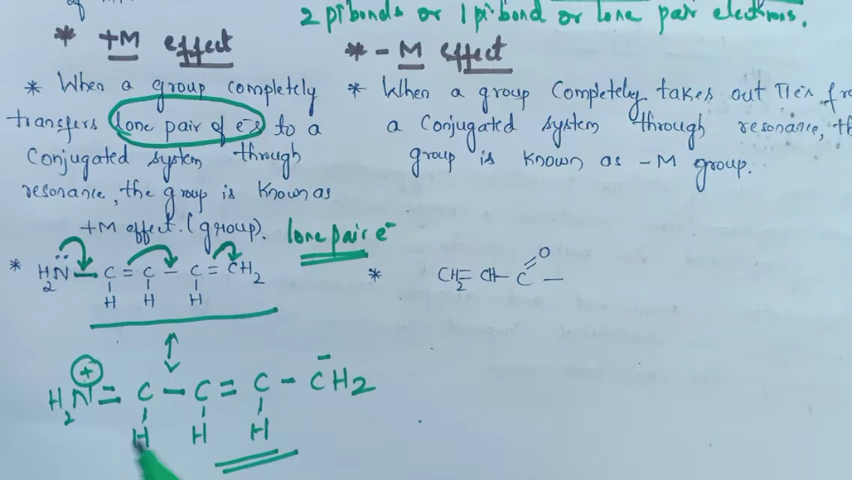 2 pi bonds or 1 pi bond or lone pair electrons.
* +M effect
* When a group completely
transfers lone pair of e-s to a
Conjugated system through
resonance, the group is known as
+M effect. (group).
lone pair e-
* H2N̈ - C = C - C = CH2
H H H
H2N⊕ = C - C = C - C̄H2
H H H
* - M effect
* When a group Completely takes out
a Conjugated system through resonance,
group is known as -M group.
* CH2 = CH - C -
O